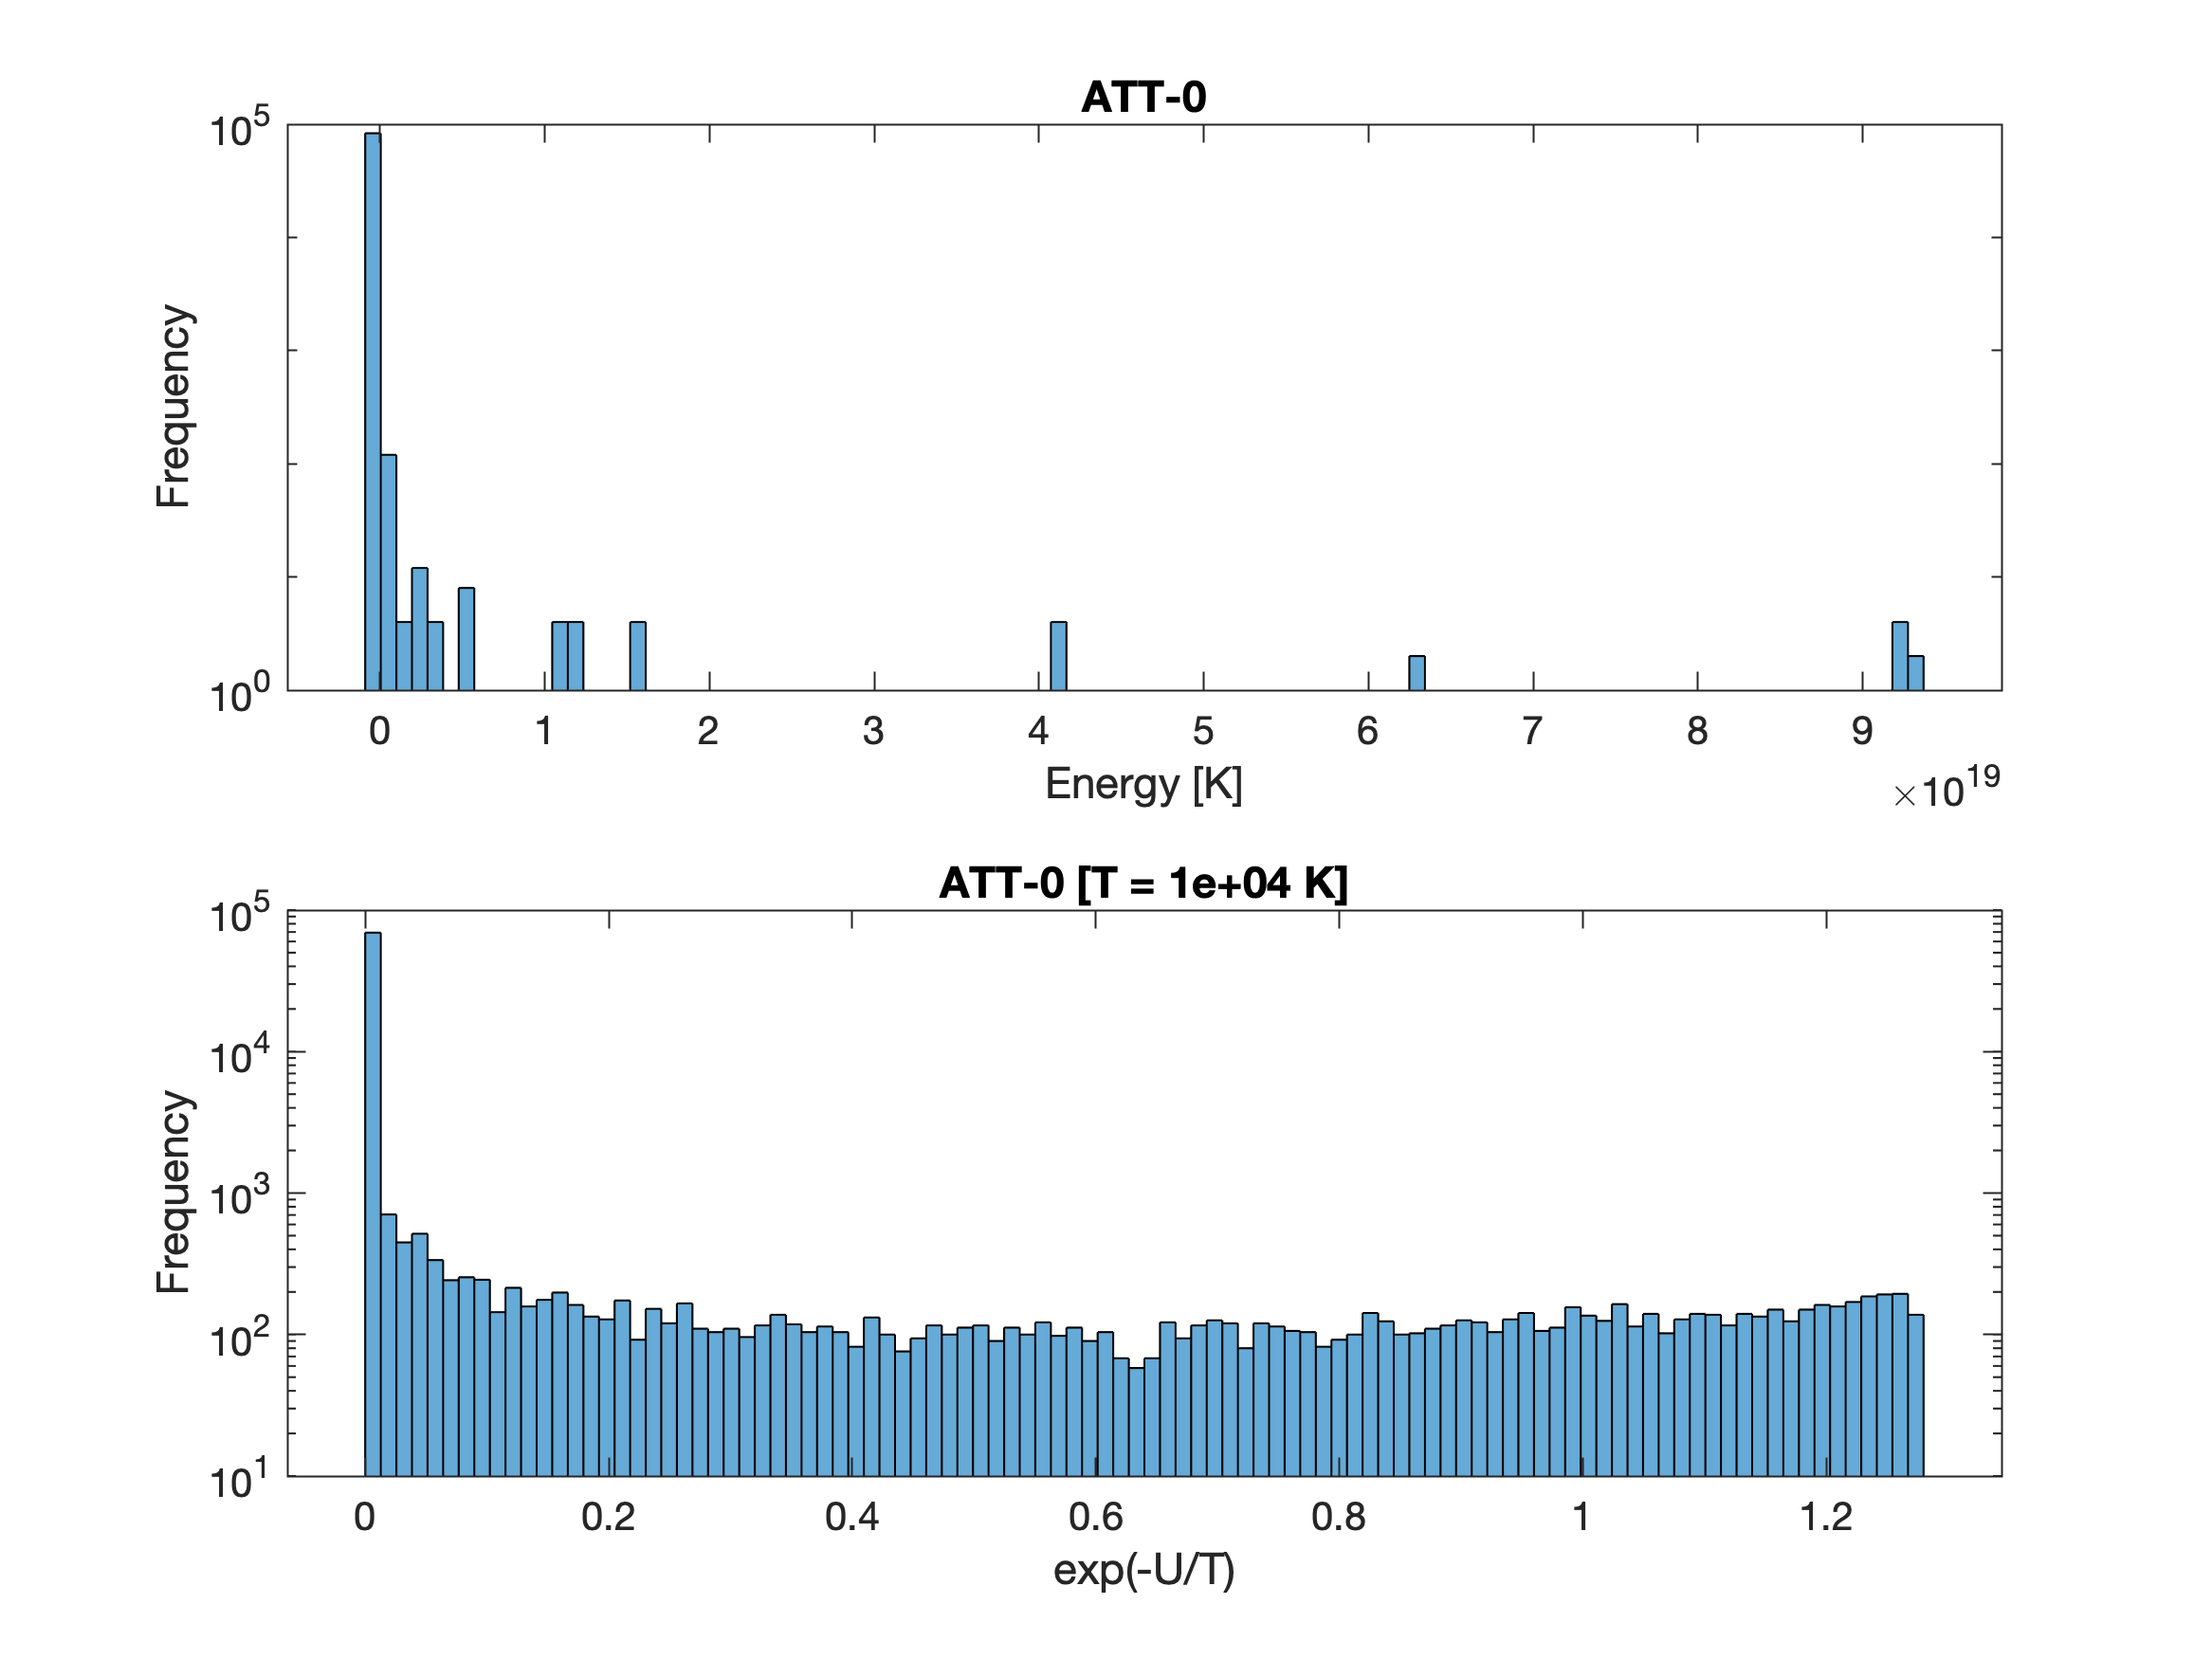 ATT-0
10^5
10^0
Frequency
0 1 2 3 4 5 6 7 8 9
Energy [K]
×10^19
ATT-0 [T = 1e+04 K]
10^5
10^4
10^3
10^2
10^1
Frequency
0 0.2 0.4 0.6 0.8 1 1.2
exp(-U/T)